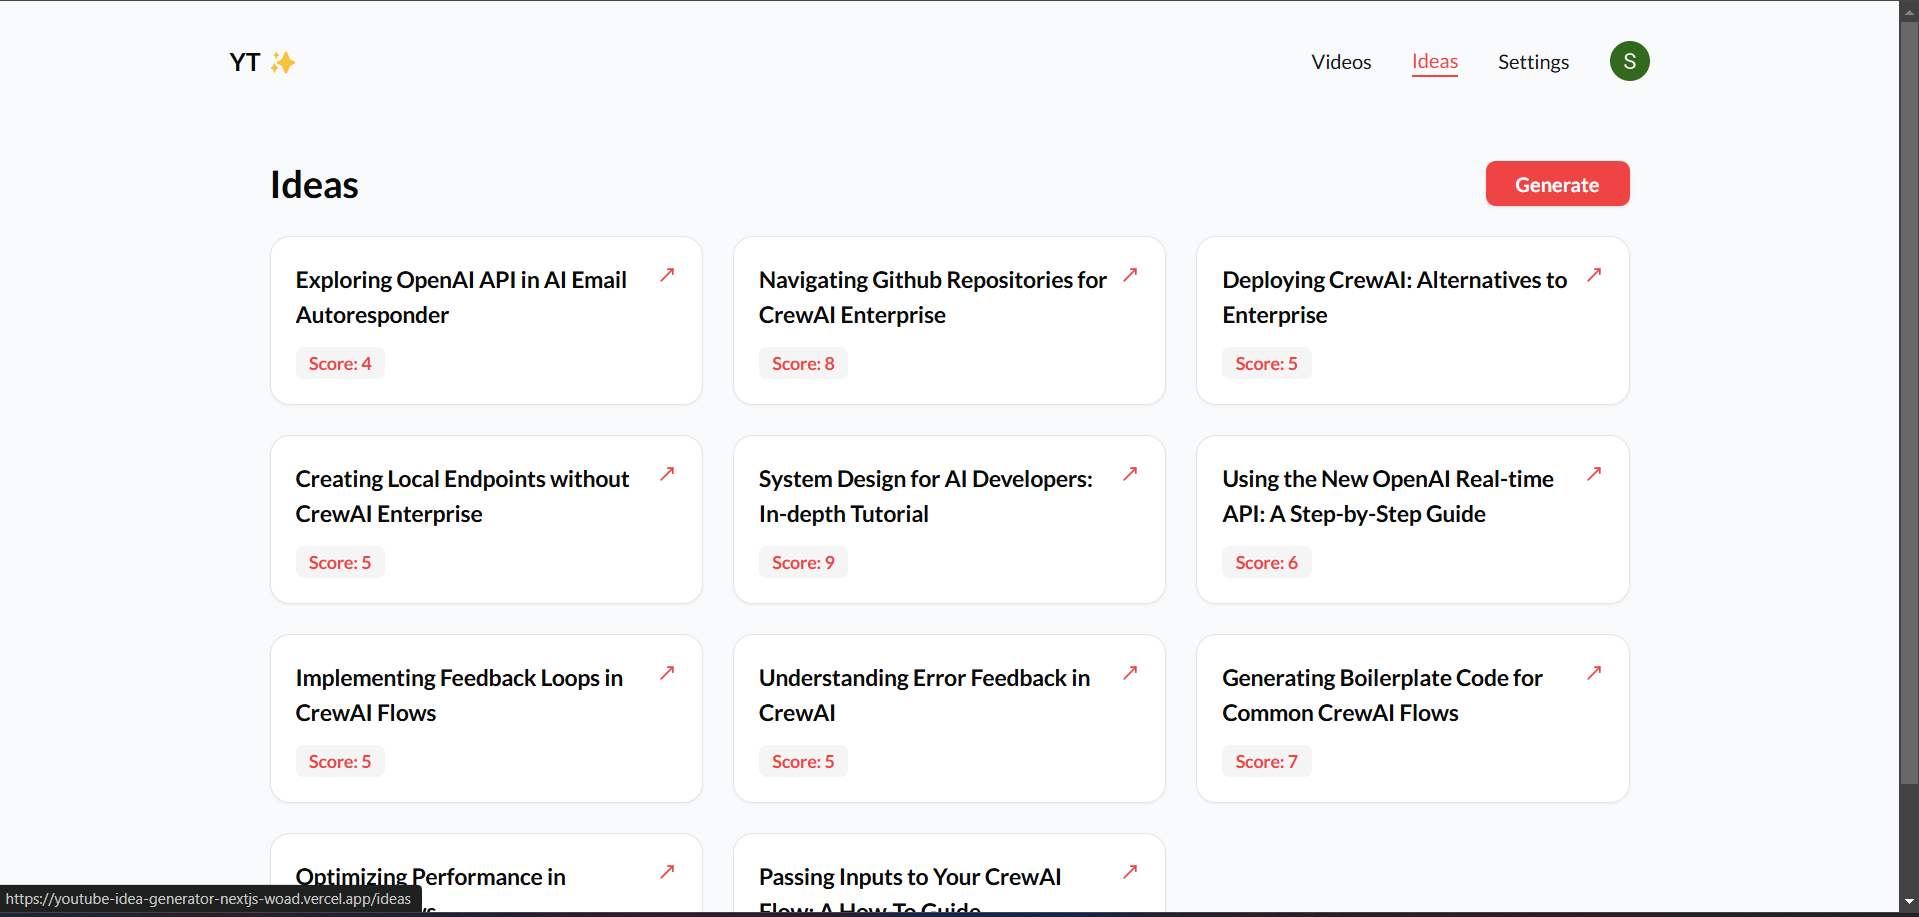 YT ✨
Videos
Ideas
Settings
S
Ideas
Generate
Exploring OpenAI API in AI Email
Autoresponder
Score: 4
Navigating Github Repositories for
CrewAI Enterprise
Score: 8
Deploying CrewAI: Alternatives to
Enterprise
Score: 5
Creating Local Endpoints without
CrewAI Enterprise
Score: 5
System Design for AI Developers:
In-depth Tutorial
Score: 9
Using the New OpenAI Real-time
API: A Step-by-Step Guide
Score: 6
Implementing Feedback Loops in
CrewAI Flows
Score: 5
Understanding Error Feedback in
CrewAI
Score: 5
Generating Boilerplate Code for
Common CrewAI Flows
Score: 7
Optimizing Performance in
Passing Inputs to Your CrewAI
Flow: A How-To Guide
https://youtube-idea-generator-nextjs-woad.vercel.app/ideas